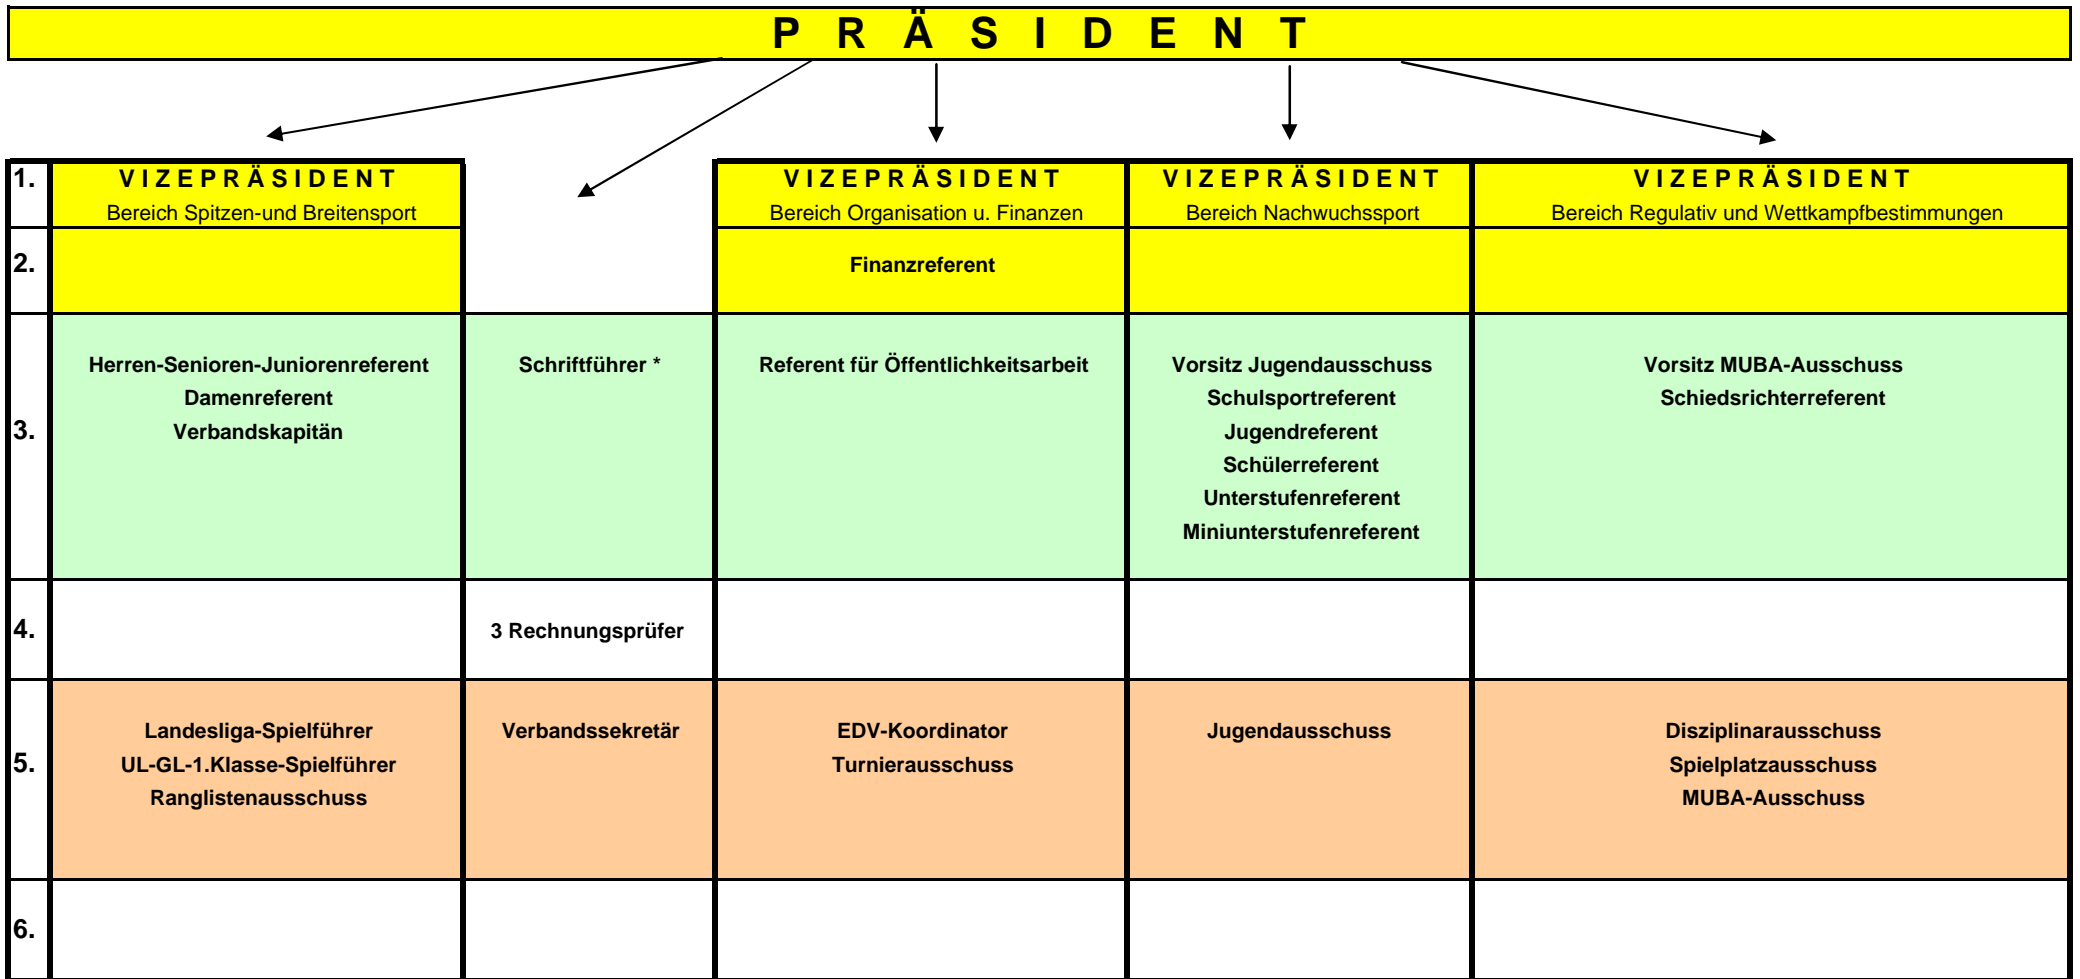 P R Ä S I D E N T
1.
V I Z E P R Ä S I D E N T
Bereich Spitzen-und Breitensport
V I Z E P R Ä S I D E N T
Bereich Organisation u. Finanzen
V I Z E P R Ä S I D E N T
Bereich Nachwuchssport
V I Z E P R Ä S I D E N T
Bereich Regulativ und Wettkampfbestimmungen
2.
Finanzreferent
3.
Herren-Senioren-Juniorenreferent
Damenreferent
Verbandskapitän
Schriftführer *
Referent für Öffentlichkeitsarbeit
Vorsitz Jugendausschuss
Schulsportreferent
Jugendreferent
Schülerreferent
Unterstufenreferent
Miniunterstufenreferent
Vorsitz MUBA-Ausschuss
Schiedsrichterreferent
4.
3 Rechnungsprüfer
5.
Landesliga-Spielführer
UL-GL-1.Klasse-Spielführer
Ranglistenausschuss
Verbandssekretär
EDV-Koordinator
Turnierausschuss
Jugendausschuss
Disziplinarausschuss
Spielplatzausschuss
MUBA-Ausschuss
6.